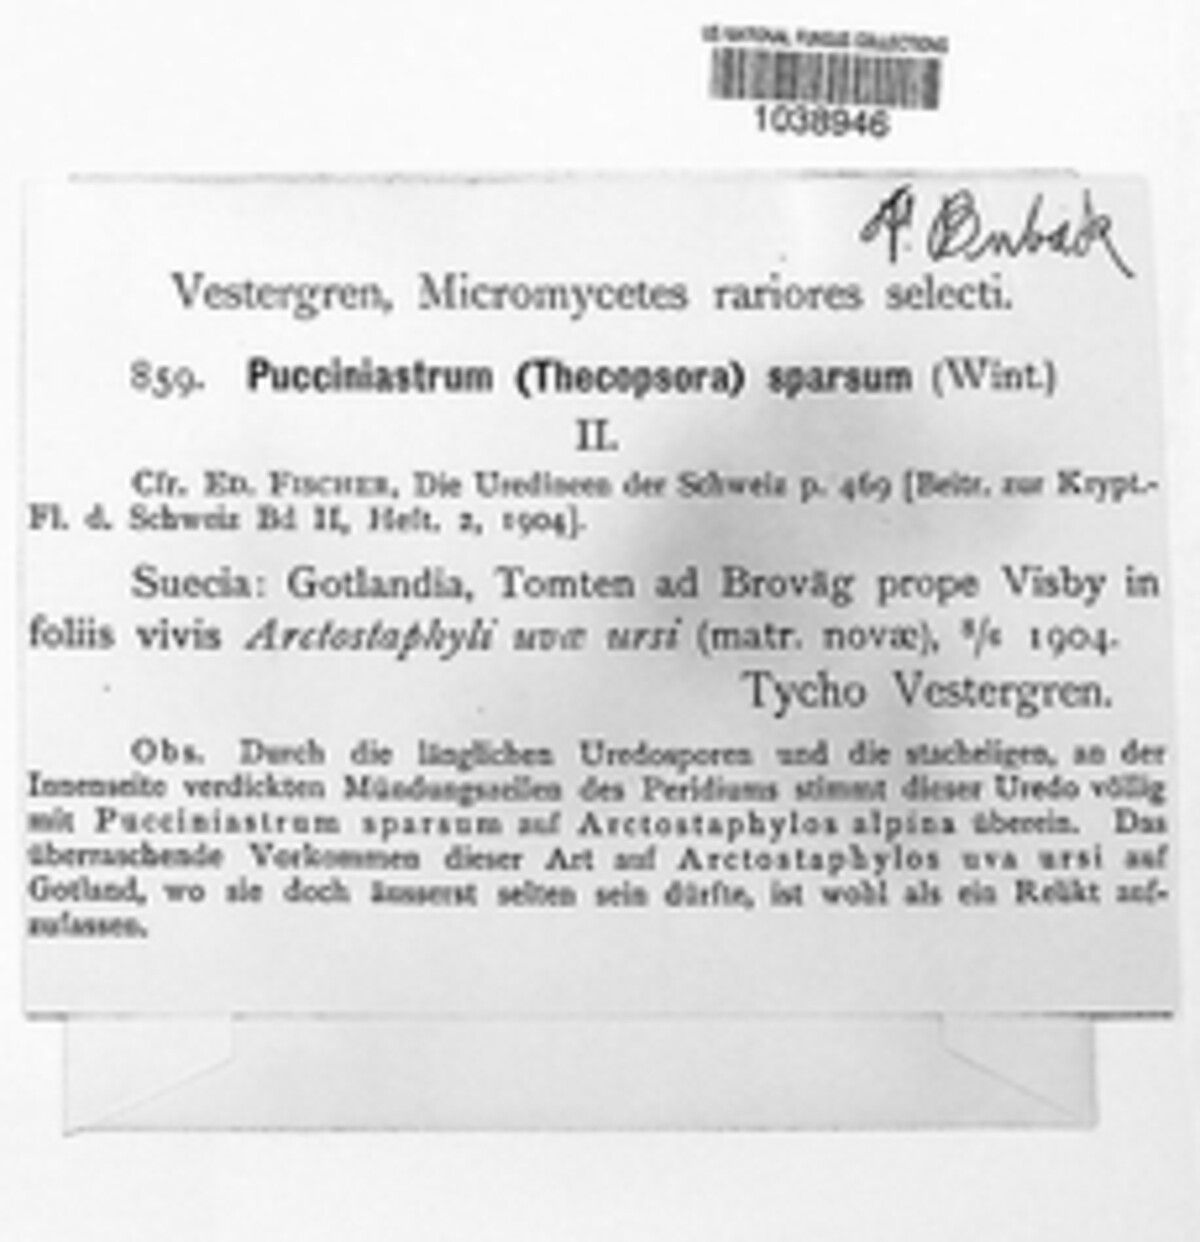 US NATIONAL FUNGUS COLLECTIONS
1038946
Bubák
Vestergren, Micromycetes rariores selecti.
859. Pucciniastrum (Thecopsora) sparsum (Wint.)
II.
Cfr. ED. FISCHER, Die Uredineen der Schweiz p. 469 [Beitr. zur Krypt.-
Fl. d. Schweiz Bd II, Heft. 2, 1904].
Suecia: Gotlandia, Tomten ad Broväg prope Visby in
foliis vivis Arctostaphyli uvæ ursi (matr. novæ), 1904.
Tycho Vestergren.
Obs. Durch die länglichen Uredosporen und die stacheligen, an der
Innenseite verdickten Mündungszellen des Peridiums stimmt dieser Uredo völlig
mit Pucciniastrum sparsum auf Arctostaphylos alpina überein. Das
überraschende Vorkommen dieser Art auf Arctostaphylos uva ursi auf
Gotland, wo sie doch äusserst selten sein dürfte, ist wohl als ein Relikt auf-
zufassen.